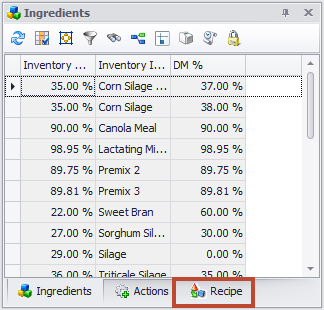 Ingredients
Inventory ... Inventory I... DM %
35.00 % Corn Silage ... 37.00 %
35.00 % Corn Silage 38.00 %
90.00 % Canola Meal 90.00 %
98.95 % Lactating Mi... 98.95 %
89.75 % Premix 2 89.75 %
89.81 % Premix 3 89.81 %
22.00 % Sweet Bran 60.00 %
27.00 % Sorghum Sil... 30.00 %
29.00 % Silage 0.00 %
36.00 % Triticale Silage 35.00 %
Ingredients Actions Recipe